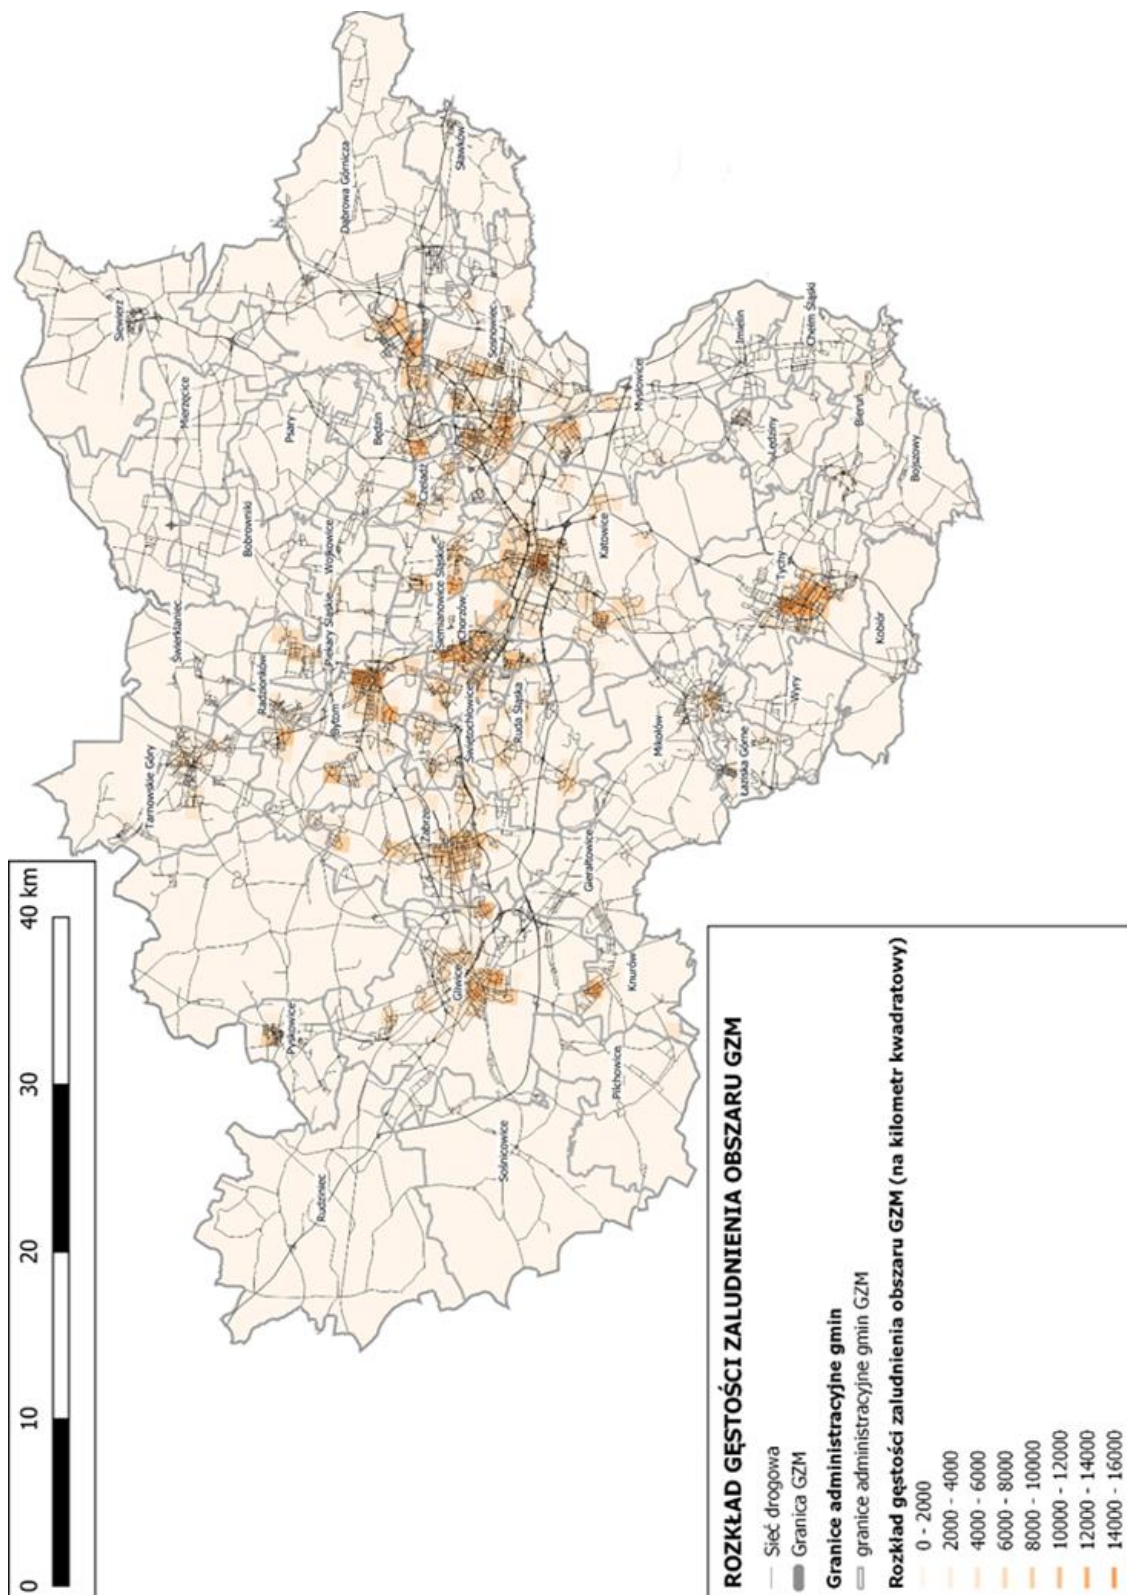 0 10 20 30 40 km
Siewierz
Mierzęcice
Dąbrowa Górnicza
Sławków
Psary
Będzin
Bobrowniki
Wojkowice
Czeladź
Sosnowiec
Świerklaniec
Tarnowskie Góry
Radzionków
Piekary Śląskie
Bytom
Siemianowice Śląskie
Chorzów
Świętochłowice
Ruda Śląska
Katowice
Mysłowice
Imielin
Chełm Śląski
Lędziny
Bieruń
Bojszowy
Tychy
Kobiór
Wyry
Mikołów
Łaziska Górne
Zabrze
Gierałtowice
Gliwice
Knurów
Pyskowice
Pilchowice
Rudziniec
Sośnicowice
ROZKŁAD GĘSTOŚCI ZALUDNIENIA OBSZARU GZM
Sieć drogowa
Granica GZM
Granice administracyjne gmin
granice administracyjne gmin GZM
Rozkład gęstości zaludnienia obszaru GZM (na kilometr kwadratowy)
0 - 2000
2000 - 4000
4000 - 6000
6000 - 8000
8000 - 10000
10000 - 12000
12000 - 14000
14000 - 16000